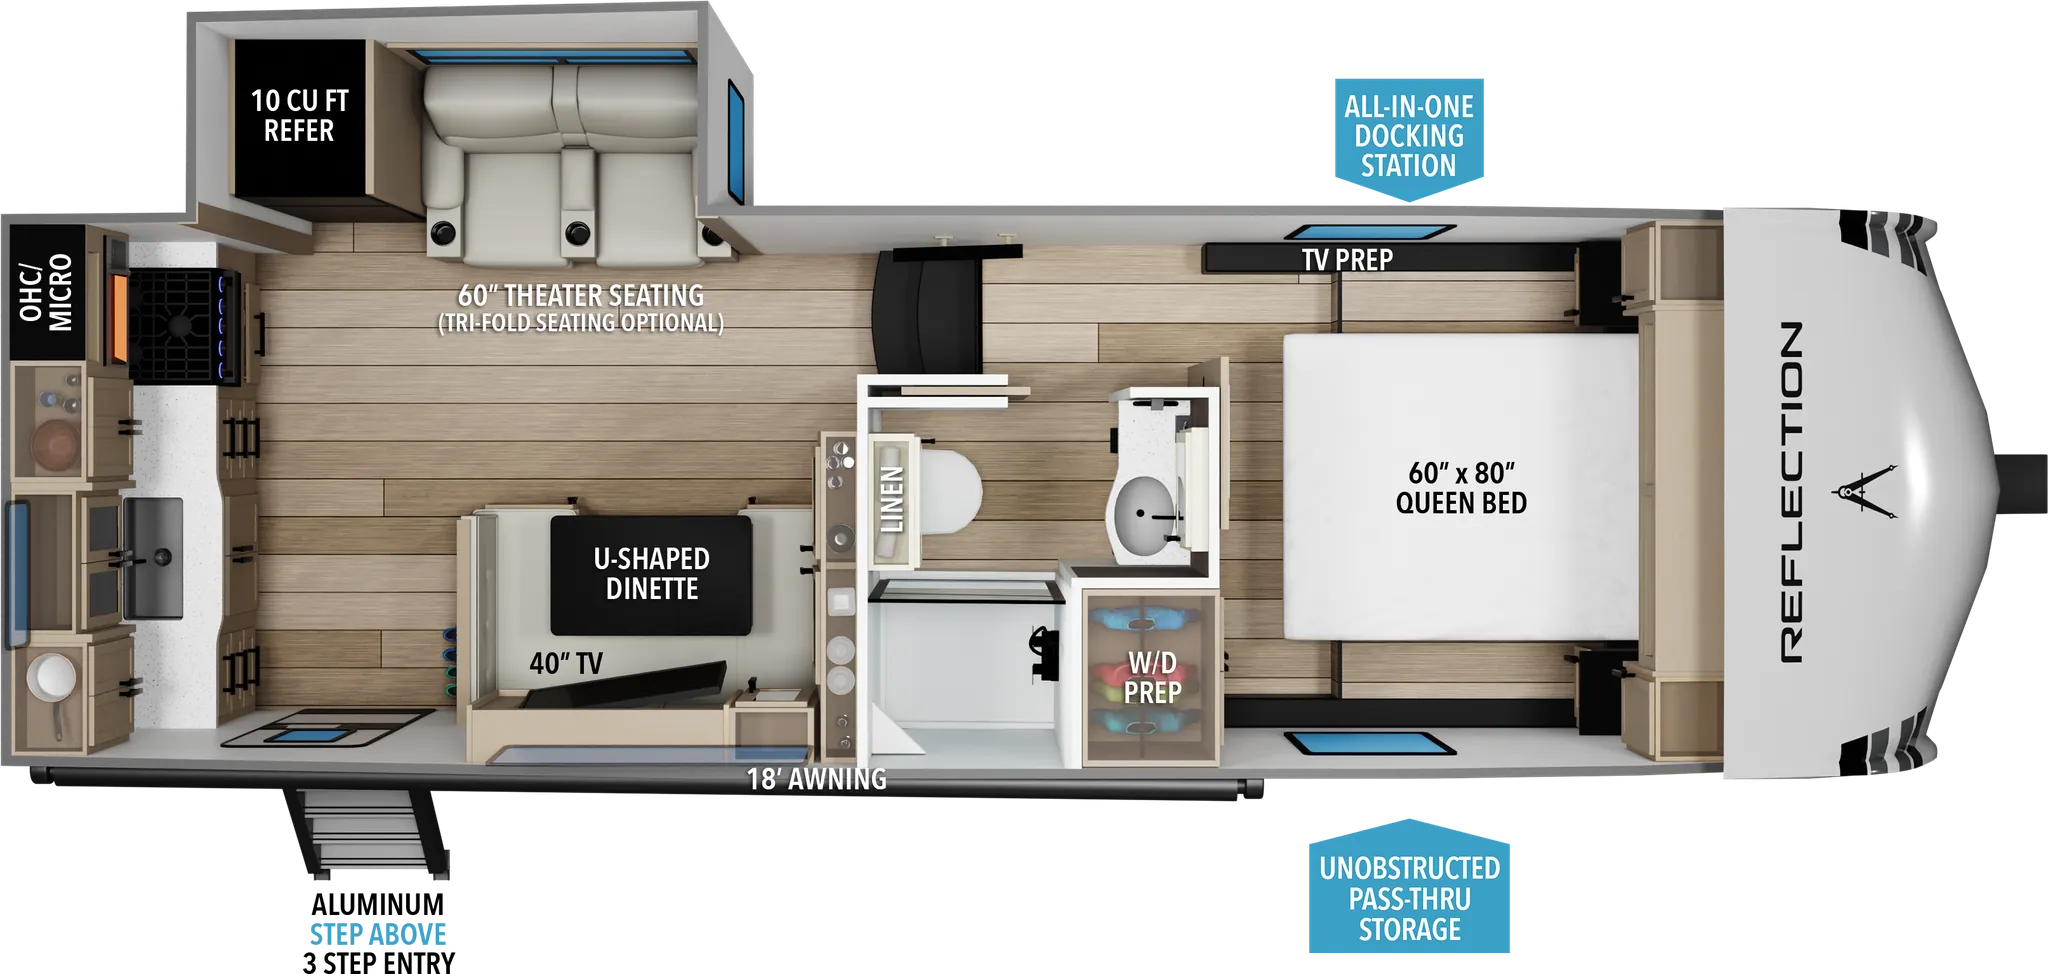 10 CU FT
REFER
ALL-IN-ONE
DOCKING
STATION
OHC/
MICRO
TV PREP
60” THEATER SEATING
(TRI-FOLD SEATING OPTIONAL)
LINEN
60” x 80”
QUEEN BED
REFLECTION
U-SHAPED
DINETTE
40” TV
W/D
PREP
18’ AWNING
UNOBSTRUCTED
PASS-THRU
STORAGE
ALUMINUM
STEP ABOVE
3 STEP ENTRY